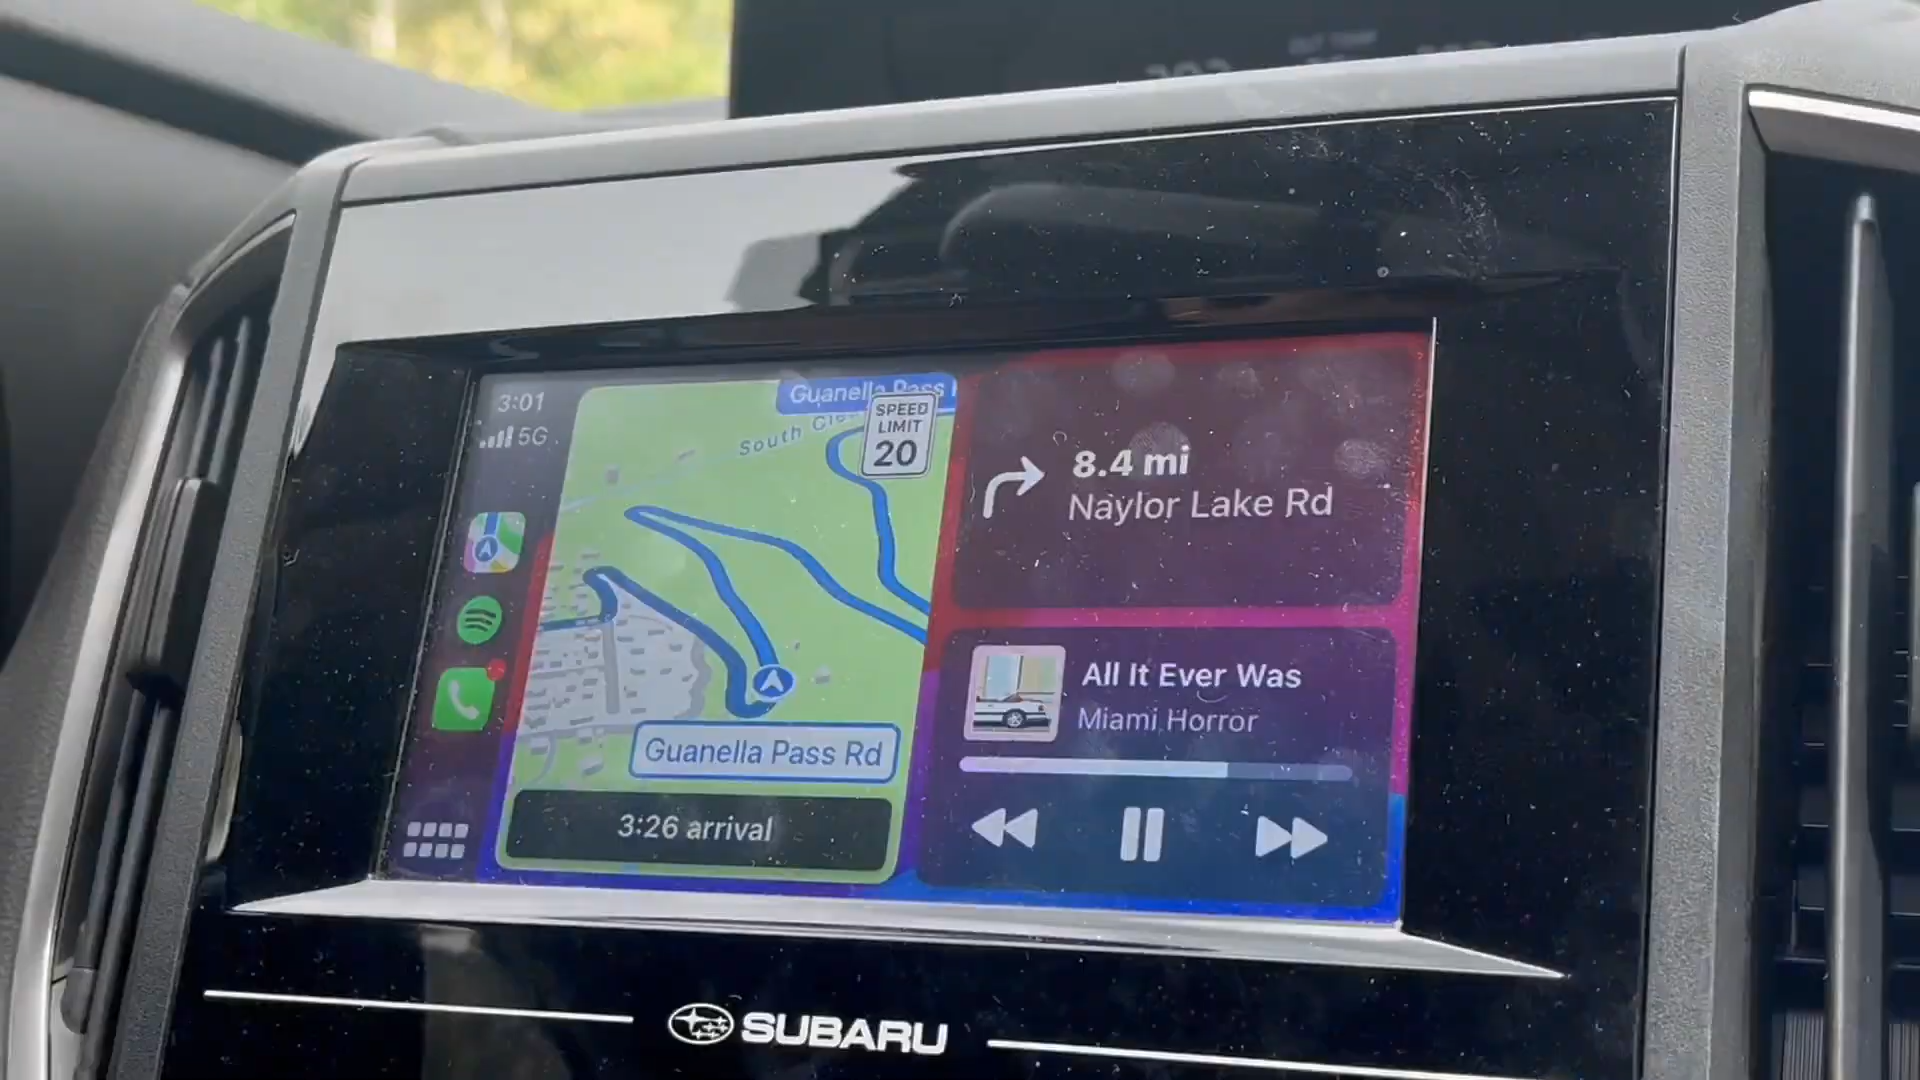 3:01
5G
Guanella Pass
South Cle
SPEED
LIMIT
20
Guanella Pass Rd
3:26 arrival
8.4 mi
Naylor Lake Rd
All It Ever Was
Miami Horror
SUBARU